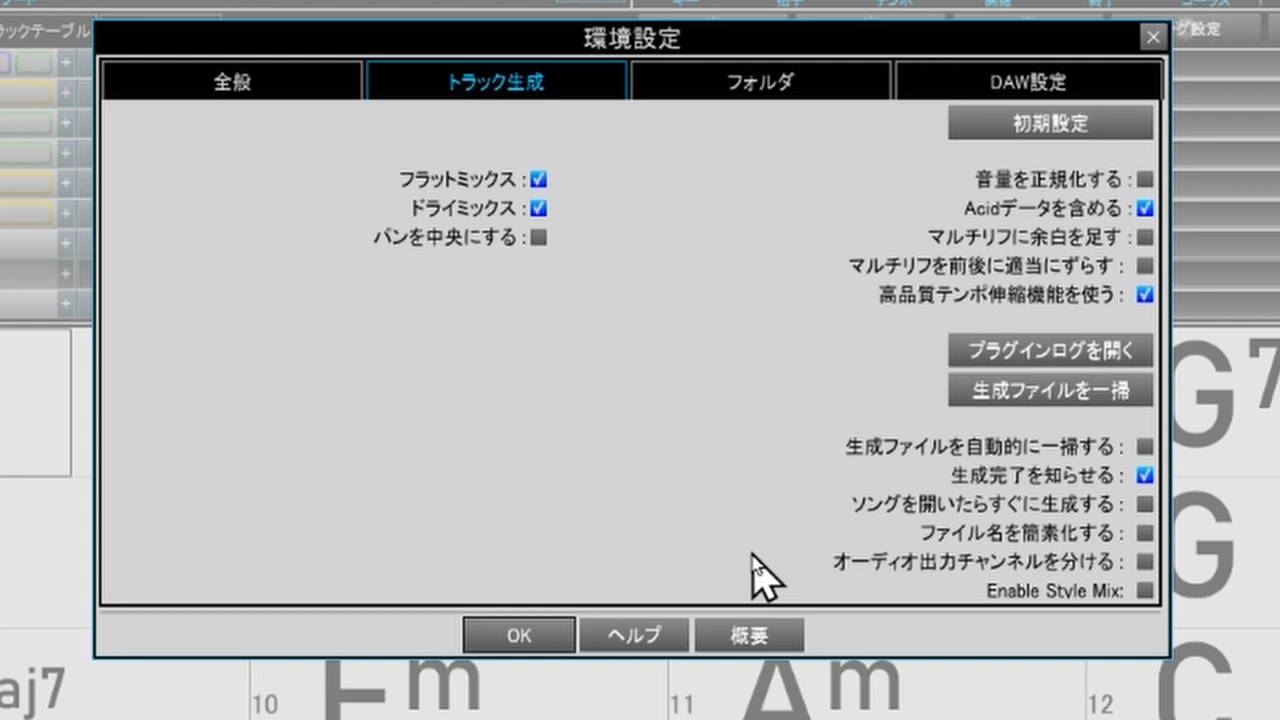 環境設定
ックテーブル
グ設定
全般
トラック生成
フォルダ
DAW設定
初期設定
フラットミックス :
音量を正規化する :
ドライミックス :
Acidデータを含める :
パンを中央にする :
マルチリフに余白を足す :
マルチリフを前後に適当にずらす :
高品質テンポ伸縮機能を使う :
プラグインログを開く
G7
生成ファイルを一掃
生成ファイルを自動的に一掃する :
生成完了を知らせる :
ソングを開いたらすぐに生成する :
G
ファイル名を簡素化する :
オーディオ出力チャンネルを分ける :
Enable Style Mix:
OK
ヘルプ
概要
aj7
10
m
11
Am
12
C